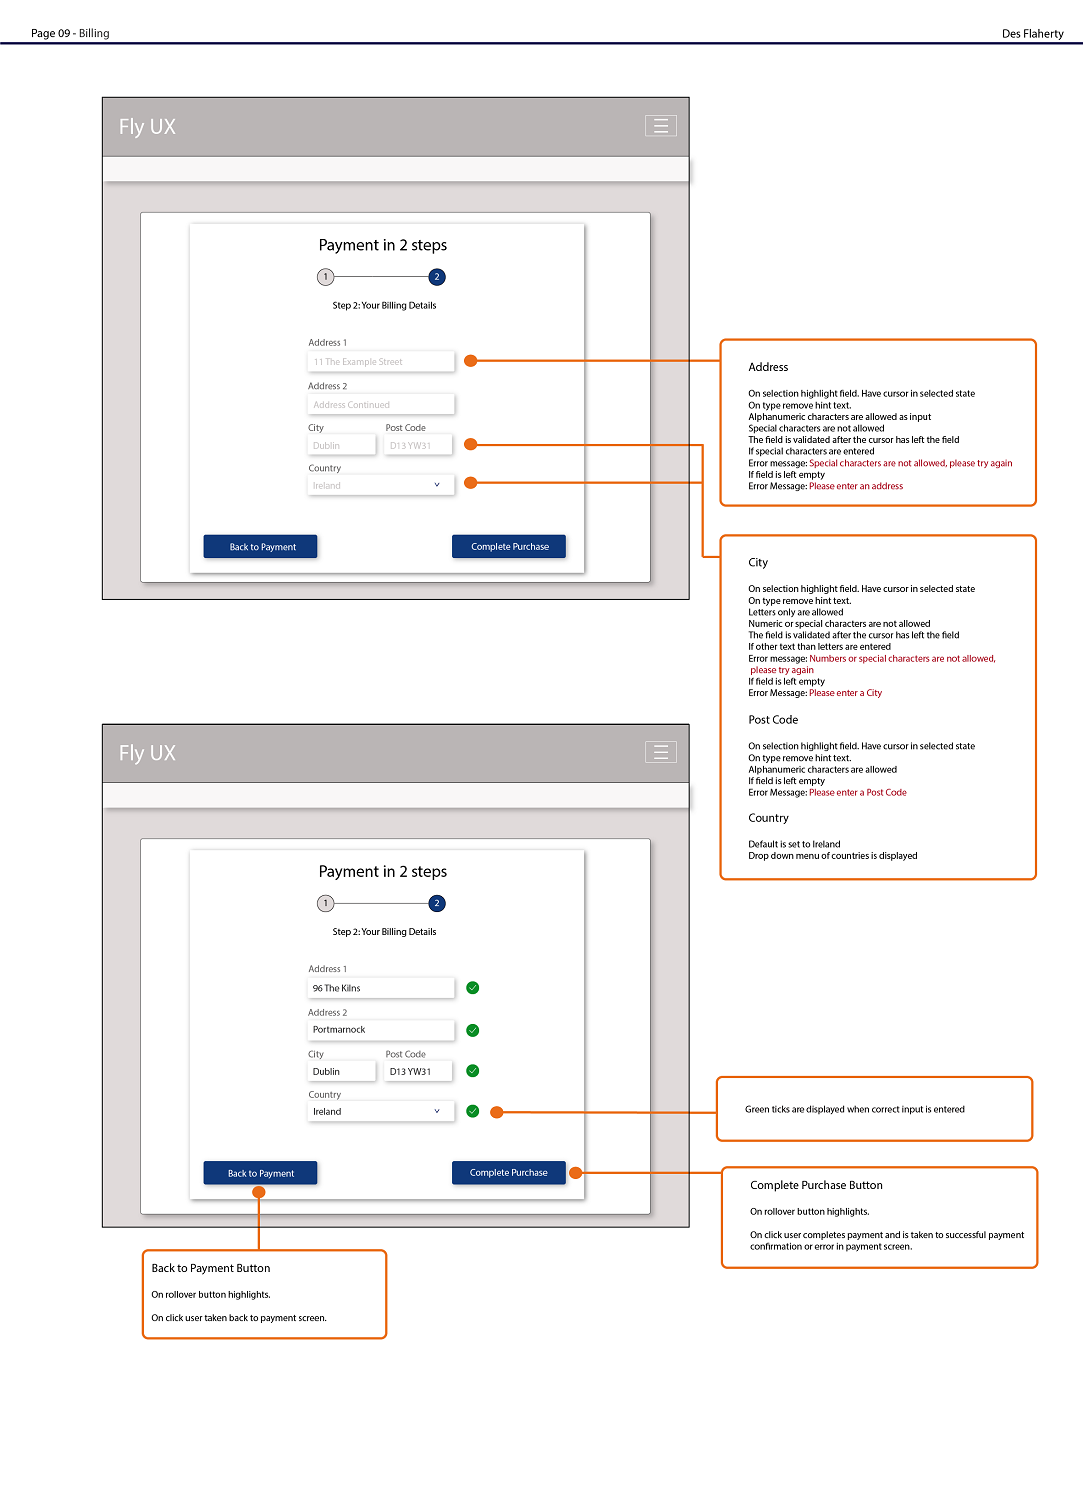 Page 09 - Billing
Des Flaherty
Fly UX
Payment in 2 steps
1
2
Step 2: Your Billing Details
Address 1
11 The Example Street
Address 2
Address Continued
City
Post Code
Dublin
D13 YW31
Country
Ireland
Back to Payment
Complete Purchase
Address
On selection highlight field. Have cursor in selected state
On type remove hint text.
Alphanumeric characters are allowed as input
Special characters are not allowed
The field is validated after the cursor has left the field
If special characters are entered
Error message: Special characters are not allowed, please try again
If field is left empty
Error Message: Please enter an address
City
On selection highlight field. Have cursor in selected state
On type remove hint text.
Letters only are allowed
Numeric or special characters are not allowed
The field is validated after the cursor has left the field
If other text than letters are entered
Error message: Numbers or special characters are not allowed,
please try again
If field is left empty
Error Message: Please enter a City
Post Code
On selection highlight field. Have cursor in selected state
On type remove hint text.
Alphanumeric characters are allowed
If field is left empty
Error Message: Please enter a Post Code
Country
Default is set to Ireland
Drop down menu of countries is displayed
Fly UX
Payment in 2 steps
1
2
Step 2: Your Billing Details
Address 1
96 The Kilns
Address 2
Portmarnock
City
Post Code
Dublin
D13 YW31
Country
Ireland
Back to Payment
Complete Purchase
Green ticks are displayed when correct input is entered
Complete Purchase Button
On rollover button highlights.
On click user completes payment and is taken to successful payment
confirmation or error in payment screen.
Back to Payment Button
On rollover button highlights.
On click user taken back to payment screen.